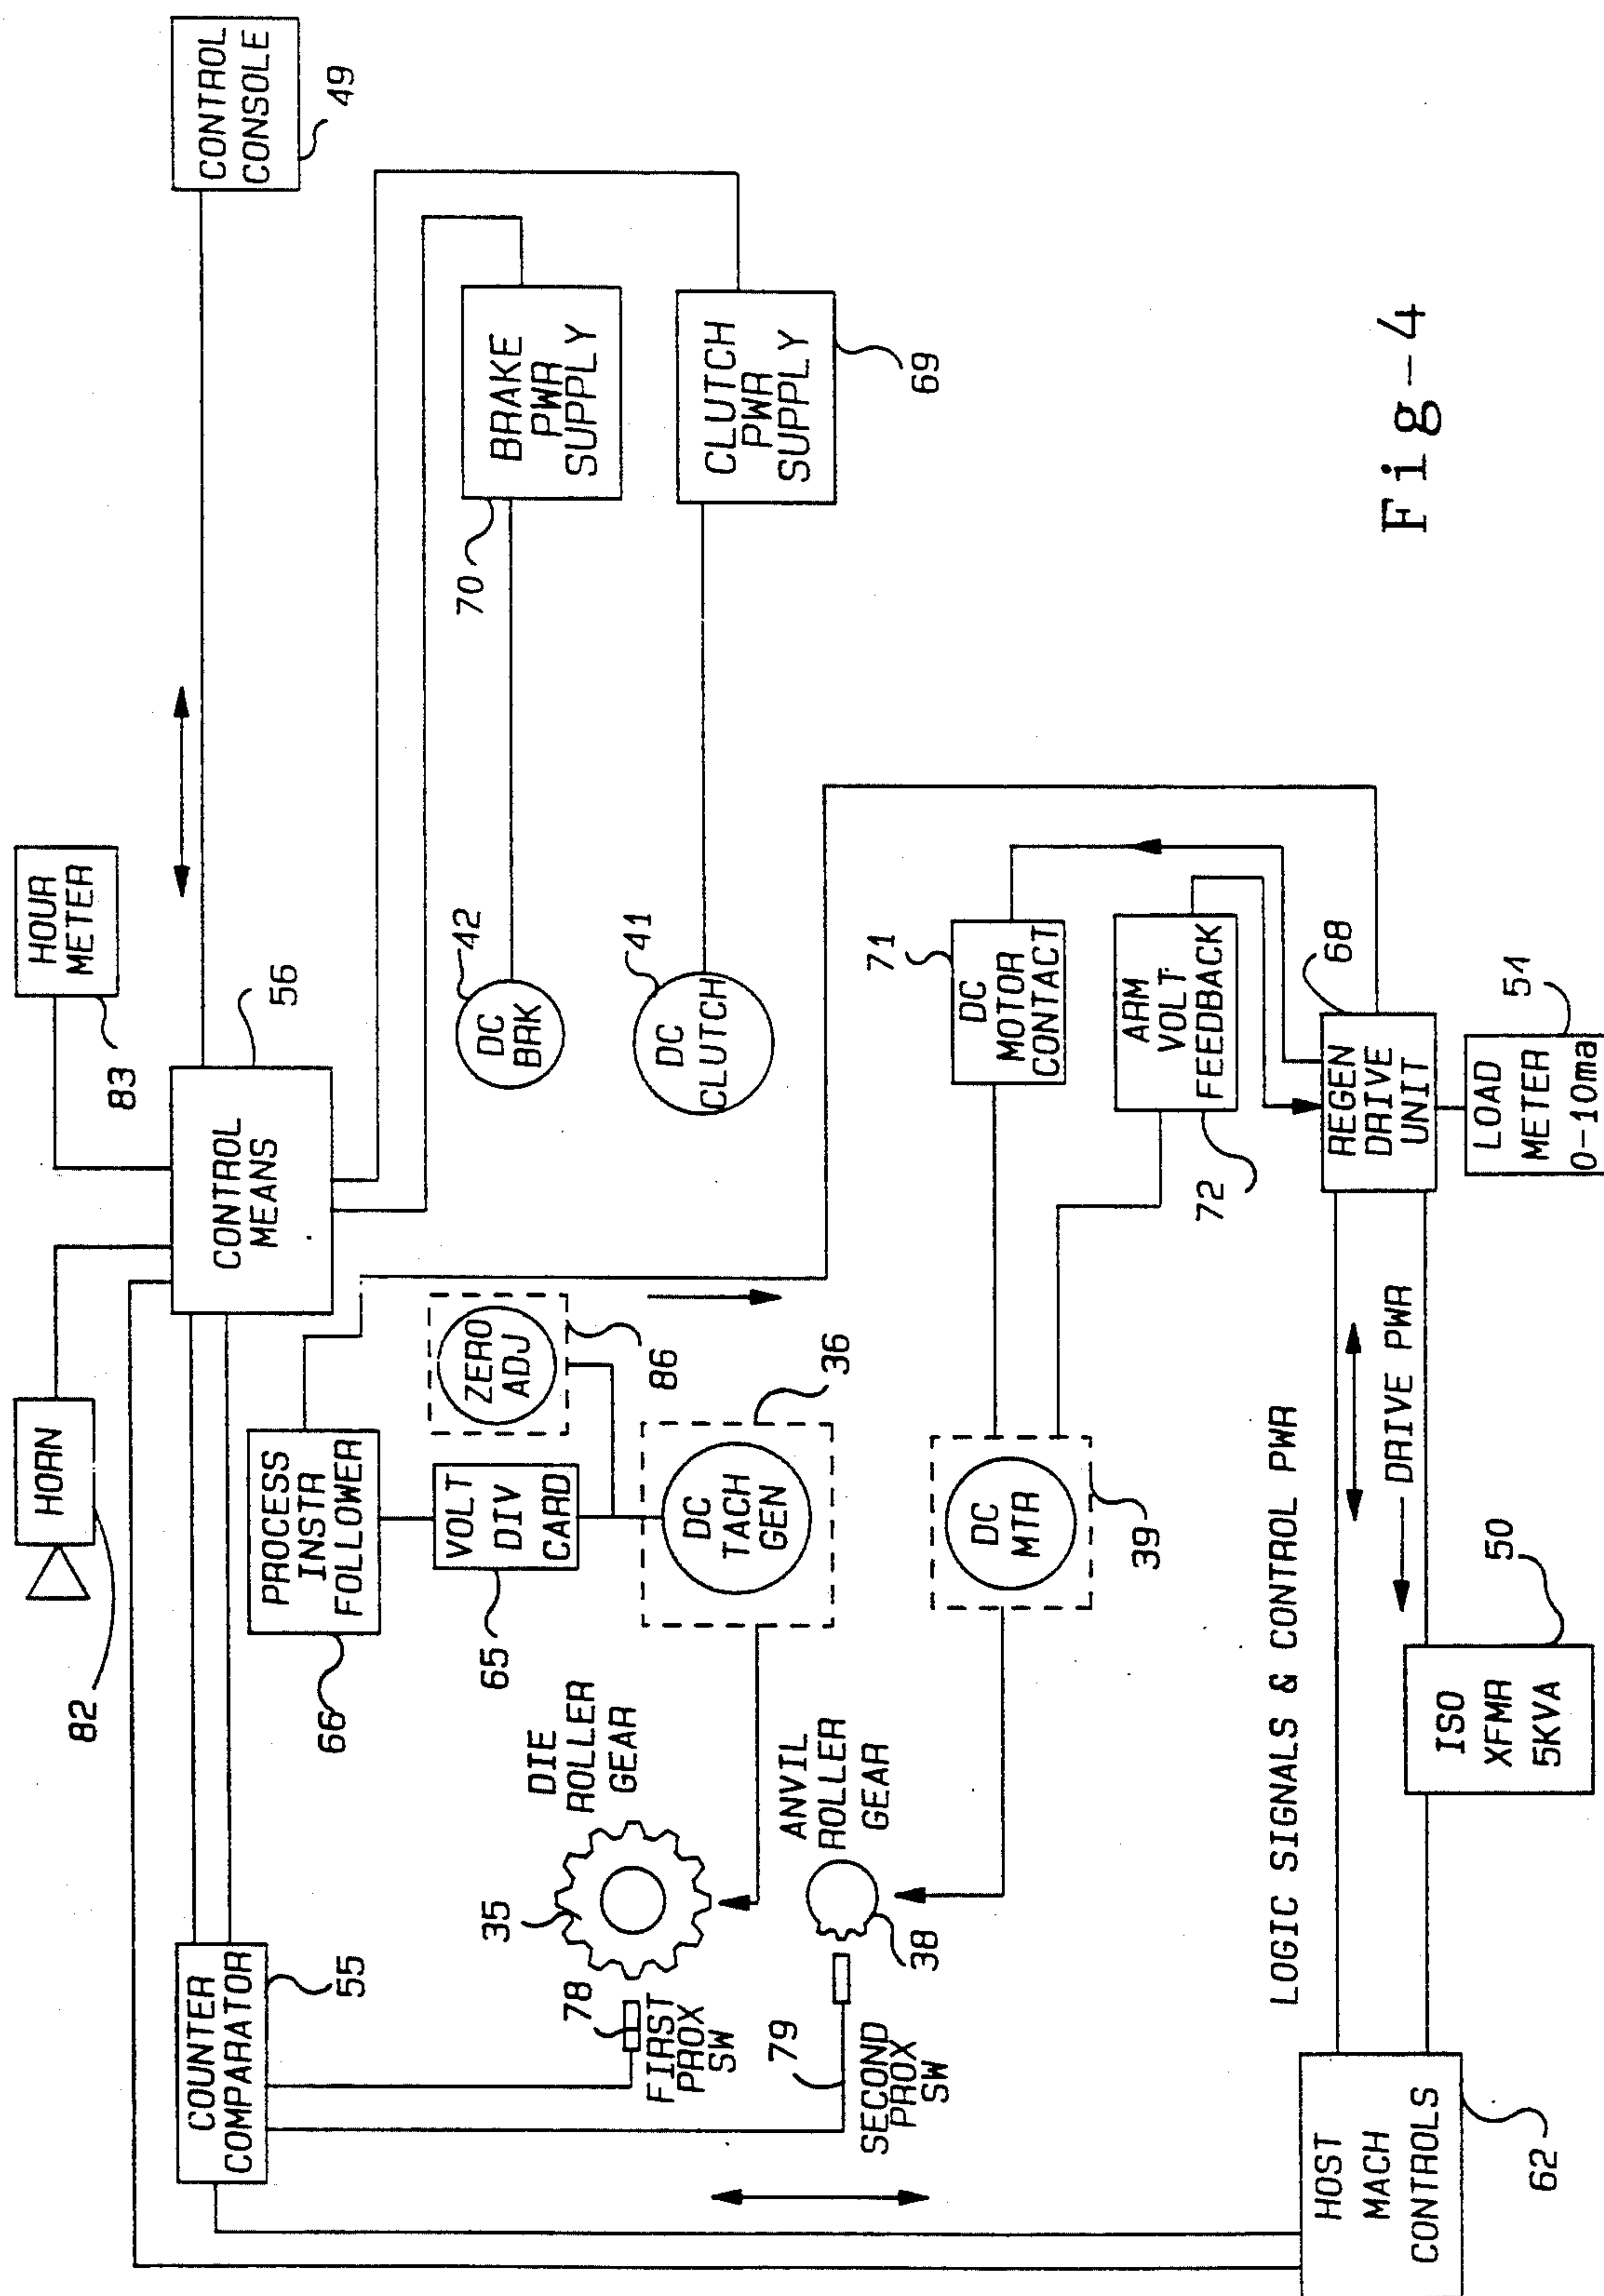 HORN
82
HOUR
METER
83
COUNTER
COMPARATOR
55
CONTROL
MEANS
56
CONTROL
CONSOLE
49
PROCESS
INSTR
FOLLOWER
66
ZERO
ADJ
86
VOLT
DIV
CARD
65
DC
BRK
42
BRAKE
PWR
SUPPLY
70
DIE
ROLLER
GEAR
35
78
FIRST
PROX
SW
DC
TACH
GEN
36
DC
CLUTCH
41
CLUTCH
PWR
SUPPLY
69
ANVIL
ROLLER
GEAR
38
79
SECOND
PROX
SW
DC
MTR
39
DC
MOTOR
CONTACT
71
ARM
VOLT
FEEDBACK
72
LOGIC SIGNALS & CONTROL PWR
DRIVE PWR
HOST
MACH
CONTROLS
62
ISO
XFMR
5KVA
50
REGEN
DRIVE
UNIT
68
LOAD
METER
0-10ma
54
Fig-4